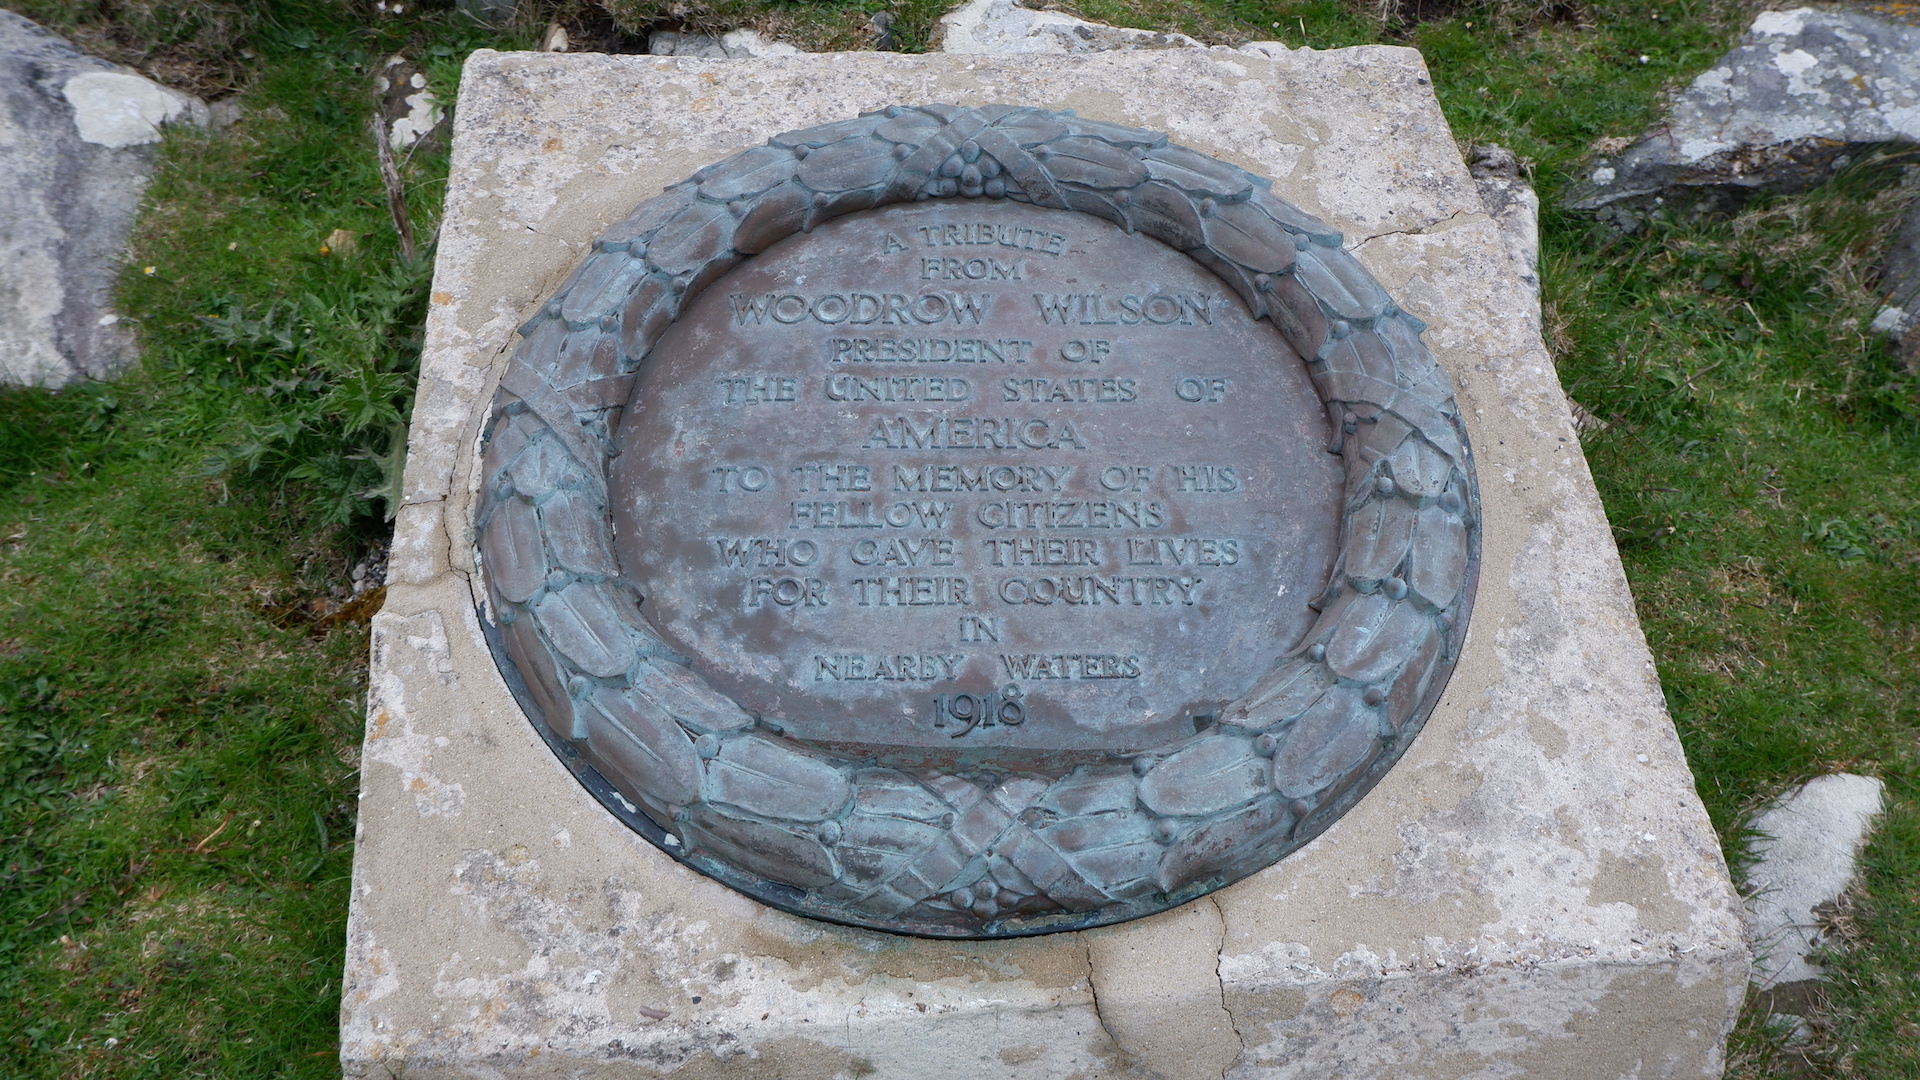 A TRIBUTE
FROM
WOODROW WILSON
PRESIDENT OF
THE UNITED STATES OF
AMERICA
TO THE MEMORY OF HIS
FELLOW CITIZENS
WHO GAVE THEIR LIVES
FOR THEIR COUNTRY
IN
NEARBY WATERS
1918